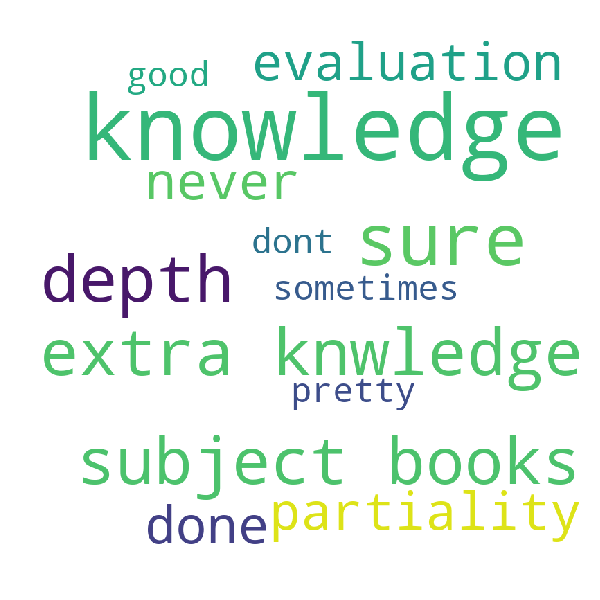 good evaluation
knowledge
never
dont sure
depth
sometimes
extra knwledge
pretty
subject books
done partiality